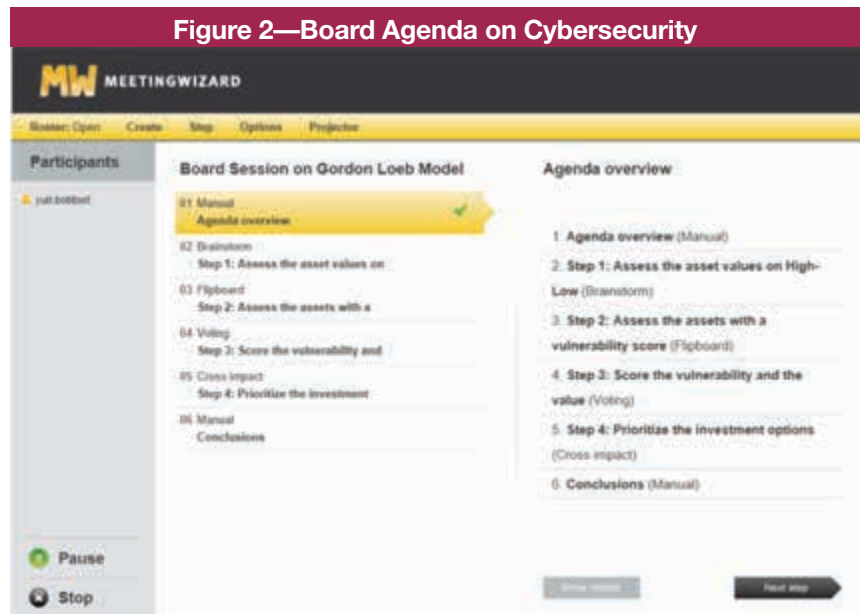 Figure 2—Board Agenda on Cybersecurity
MW MEETINGWIZARD
Open Create Step Options Projector
Participants
Board Session on Gordon Loeb Model
Agenda overview
01 Manual
Agenda overview
02 Brainstorm
Step 1: Assess the asset values on
03 Flipboard
Step 2: Assess the assets with a
04 Voting
Step 3: Score the vulnerability and
05 Cross impact
Step 4: Prioritize the investment
06 Manual
Conclusions
1. Agenda overview (Manual)
2. Step 1: Assess the asset values on High-
Low (Brainstorm)
3. Step 2: Assess the assets with a
vulnerability score (Flipboard)
4. Step 3: Score the vulnerability and the
value (Voting)
5. Step 4: Prioritize the investment options
(Cross impact)
6. Conclusions (Manual)
Pause
Stop
Next step